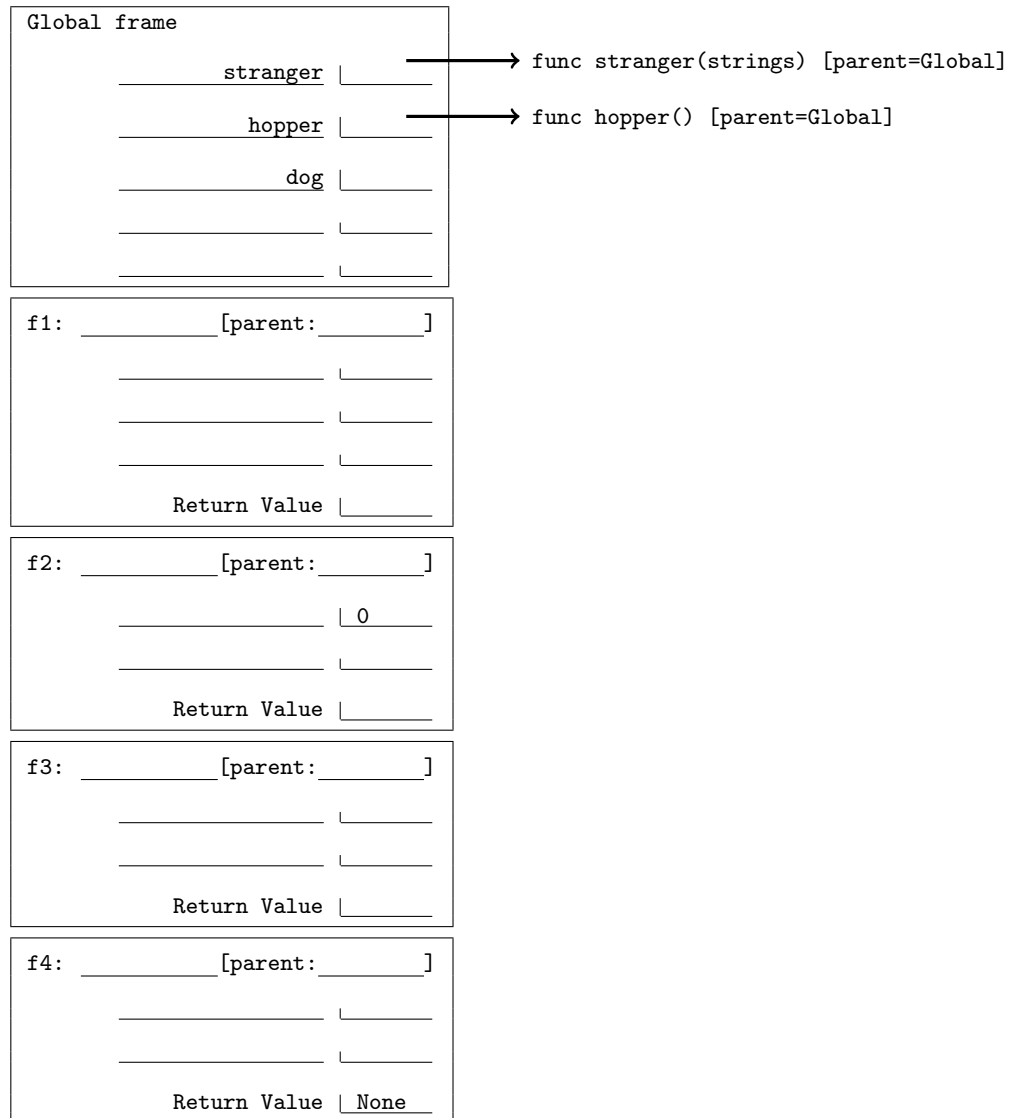 Global frame
stranger
func stranger(strings) [parent=Global]
hopper
func hopper() [parent=Global]
dog
f1: [parent: ]
Return Value
f2: [parent: ]
0
Return Value
f3: [parent: ]
Return Value
f4: [parent: ]
Return Value None